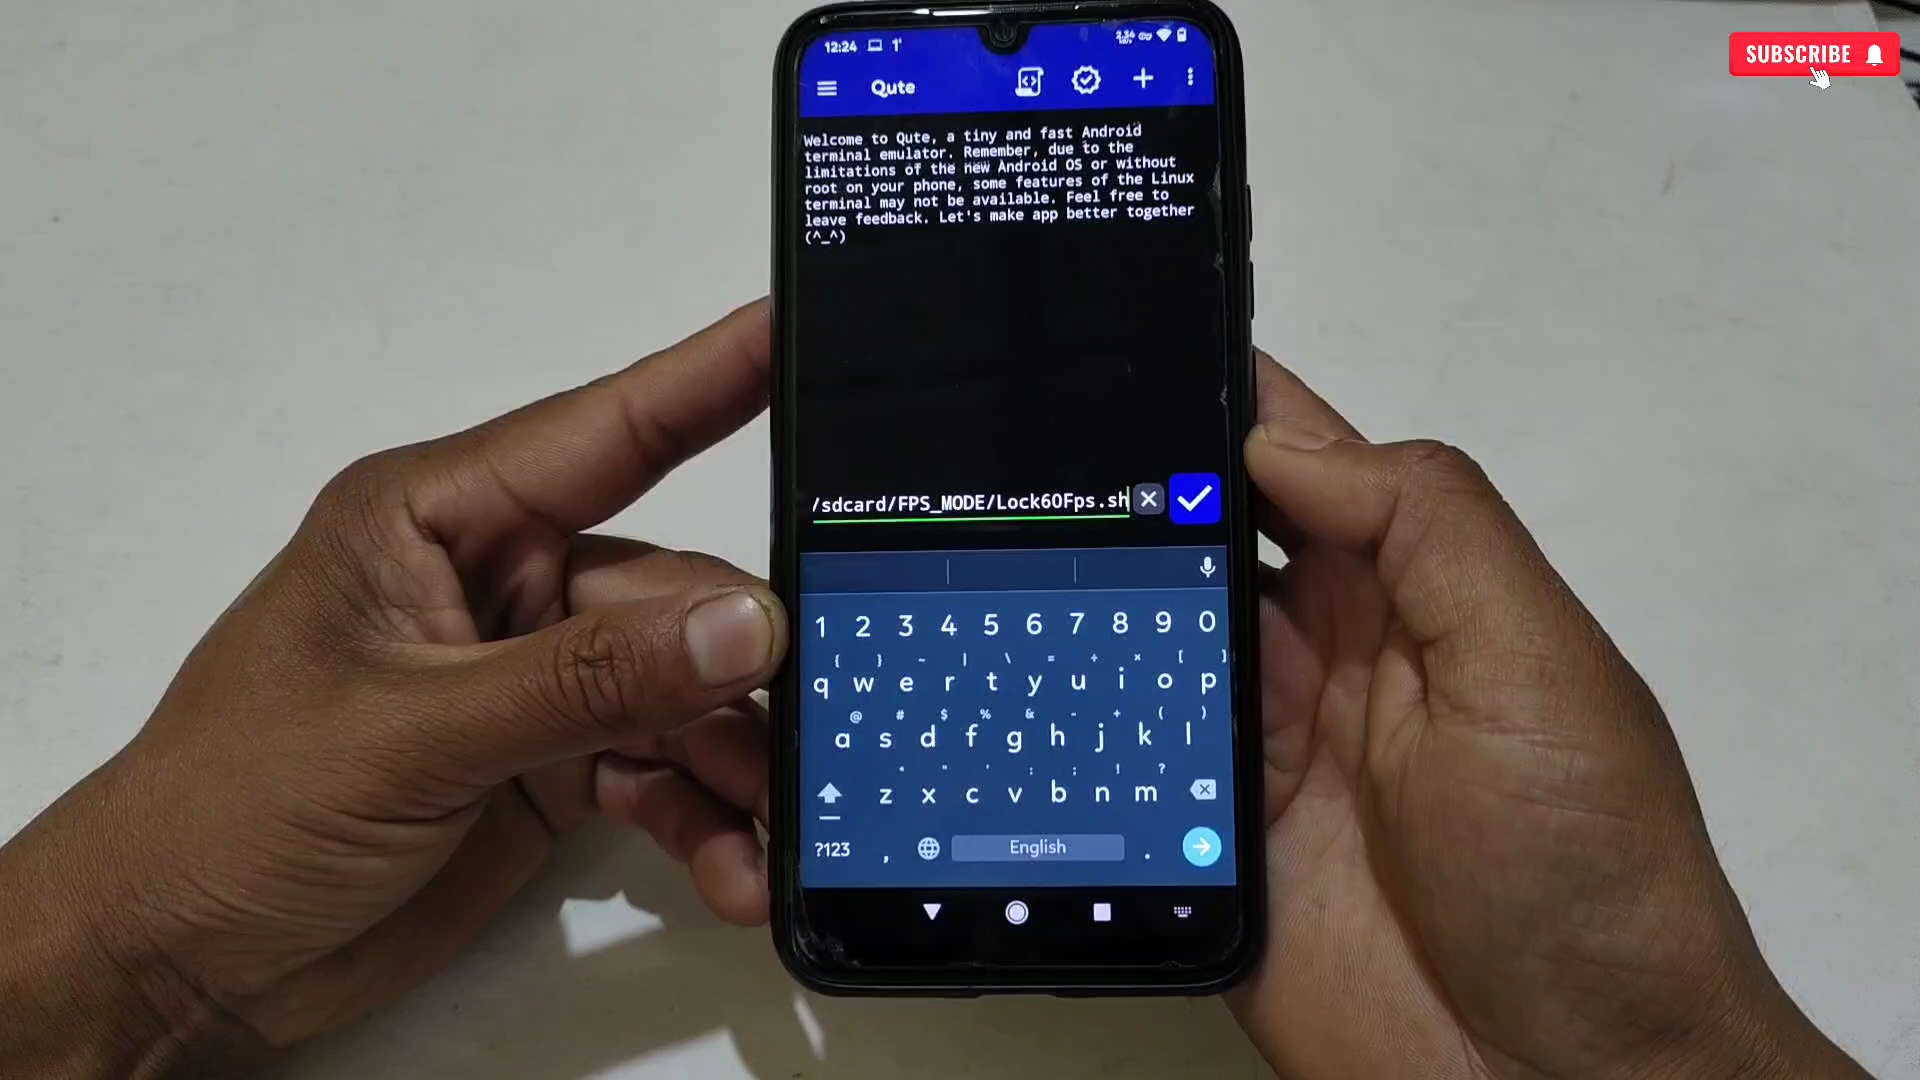 SUBSCRIBE
12:24
2.34
Qute
Welcome to Qute, a tiny and fast Android
terminal emulator. Remember, due to the
limitations of the new Android OS or without
root on your phone, some features of the Linux
terminal may not be available. Feel free to
leave feedback. Let's make app better together
(^_^)
/sdcard/FPS_MODE/Lock60Fps.sh
1 2 3 4 5 6 7 8 9 0
{ } ~ | \ = ÷ × [ ]
q w e r t y u i o p
@ # $ % & - + ( )
a s d f g h j k l
* " ' : ; ! ?
z x c v b n m
?123 , English .